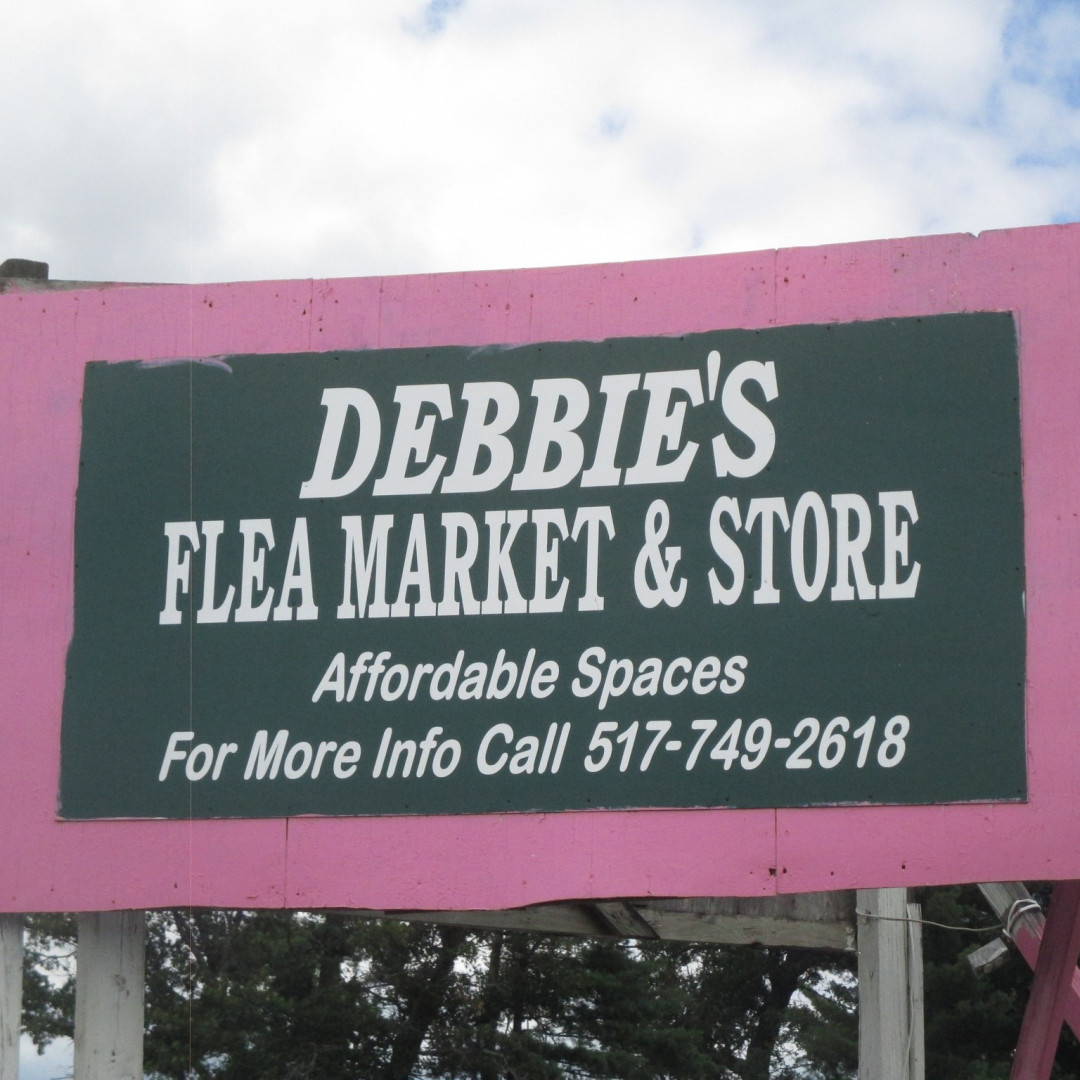 DEBBIE'S
FLEA MARKET & STORE
Affordable Spaces
For More Info Call 517-749-2618